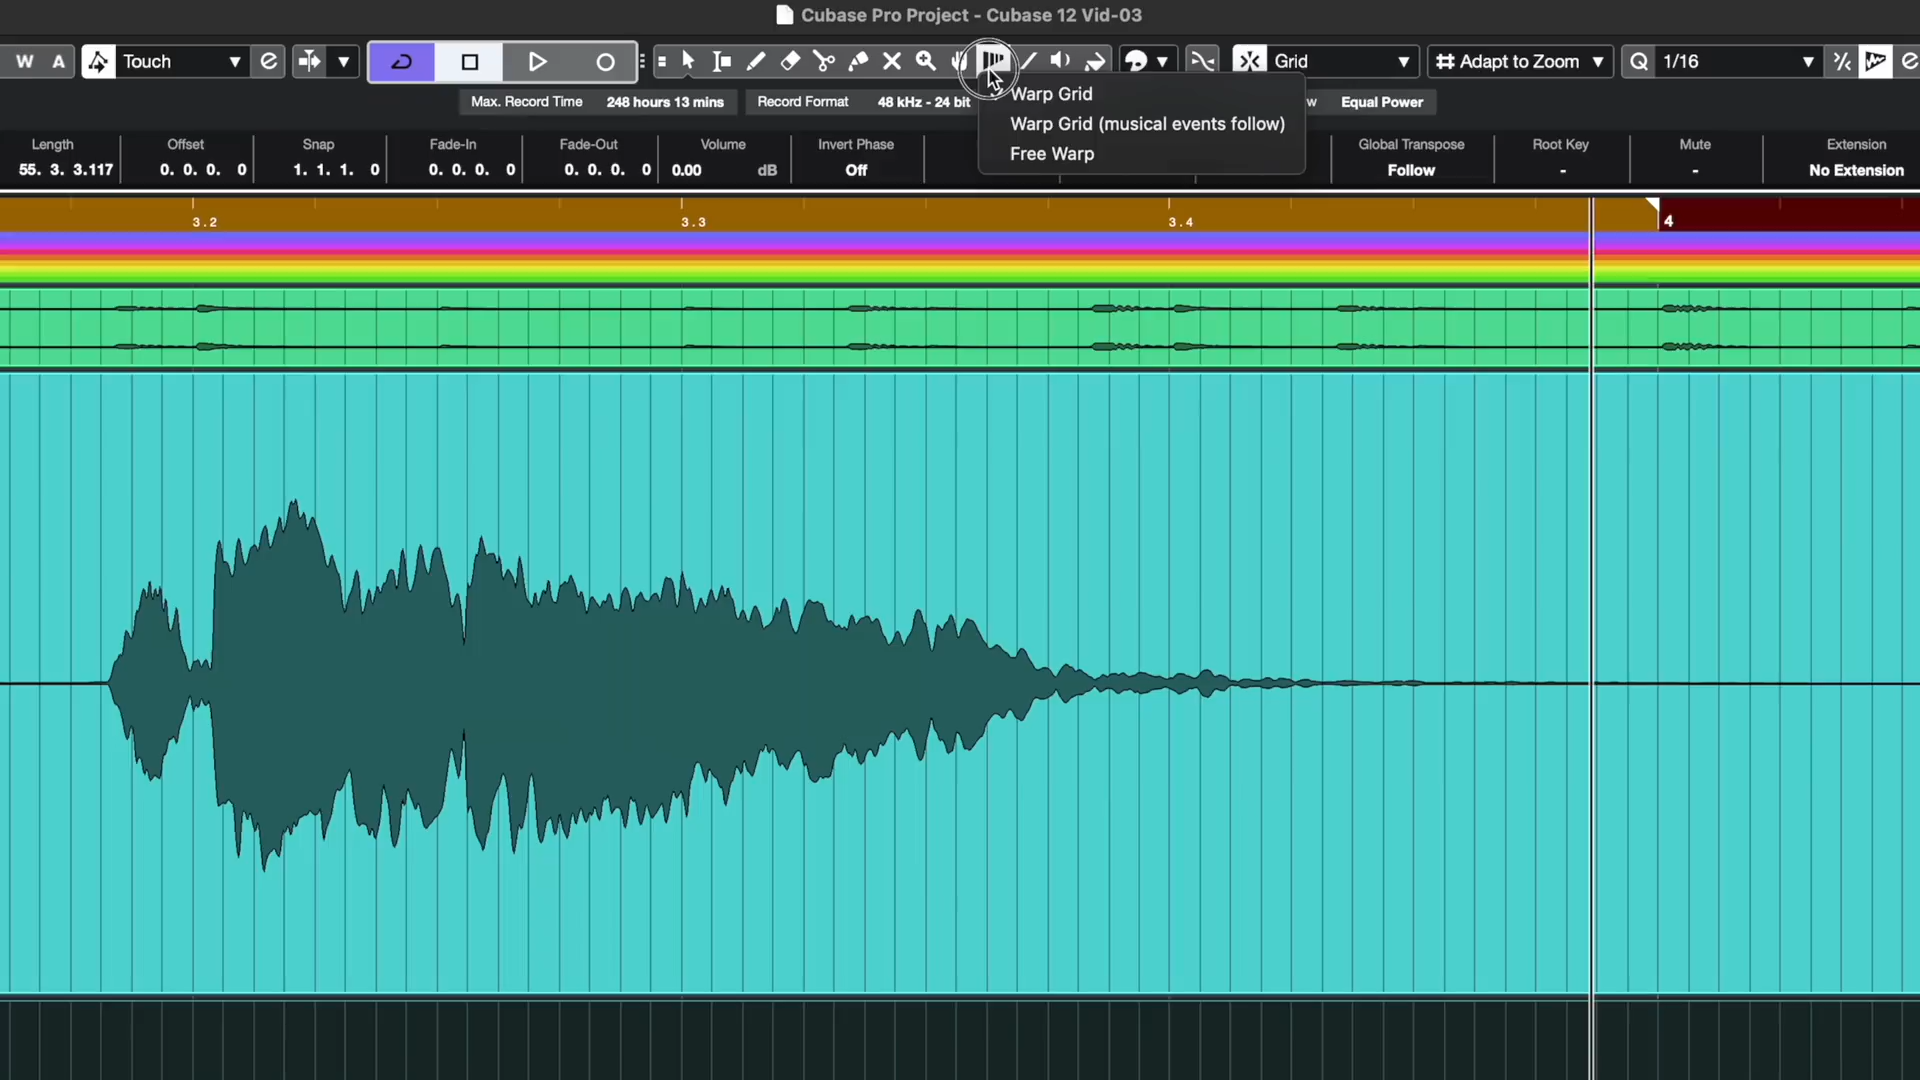 Cubase Pro Project - Cubase 12 Vid-03
W A Touch Grid Adapt to Zoom Q 1/16
Warp Grid
Warp Grid (musical events follow)
Free Warp
Max. Record Time 248 hours 13 mins Record Format 48 kHz - 24 bit w Equal Power
Length Offset Snap Fade-In Fade-Out Volume Invert Phase Global Transpose Root Key Mute Extension
55. 3. 3.117 0. 0. 0. 0 1. 1. 1. 0 0. 0. 0. 0 0. 0. 0. 0 0.00 dB Off Follow - - No Extension
3.2 3.3 3.4 4